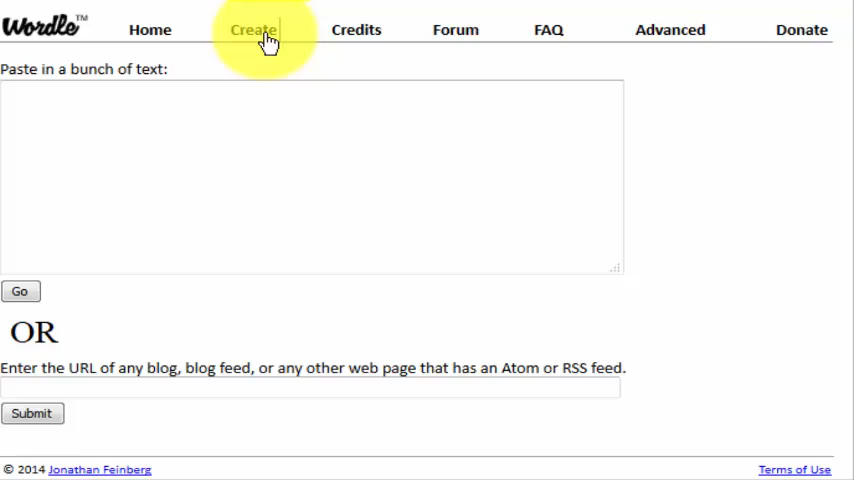 Wordle™ Home Create Credits Forum FAQ Advanced Donate
Paste in a bunch of text:
Go
OR
Enter the URL of any blog, blog feed, or any other web page that has an Atom or RSS feed.
Submit
© 2014 Jonathan Feinberg Terms of Use